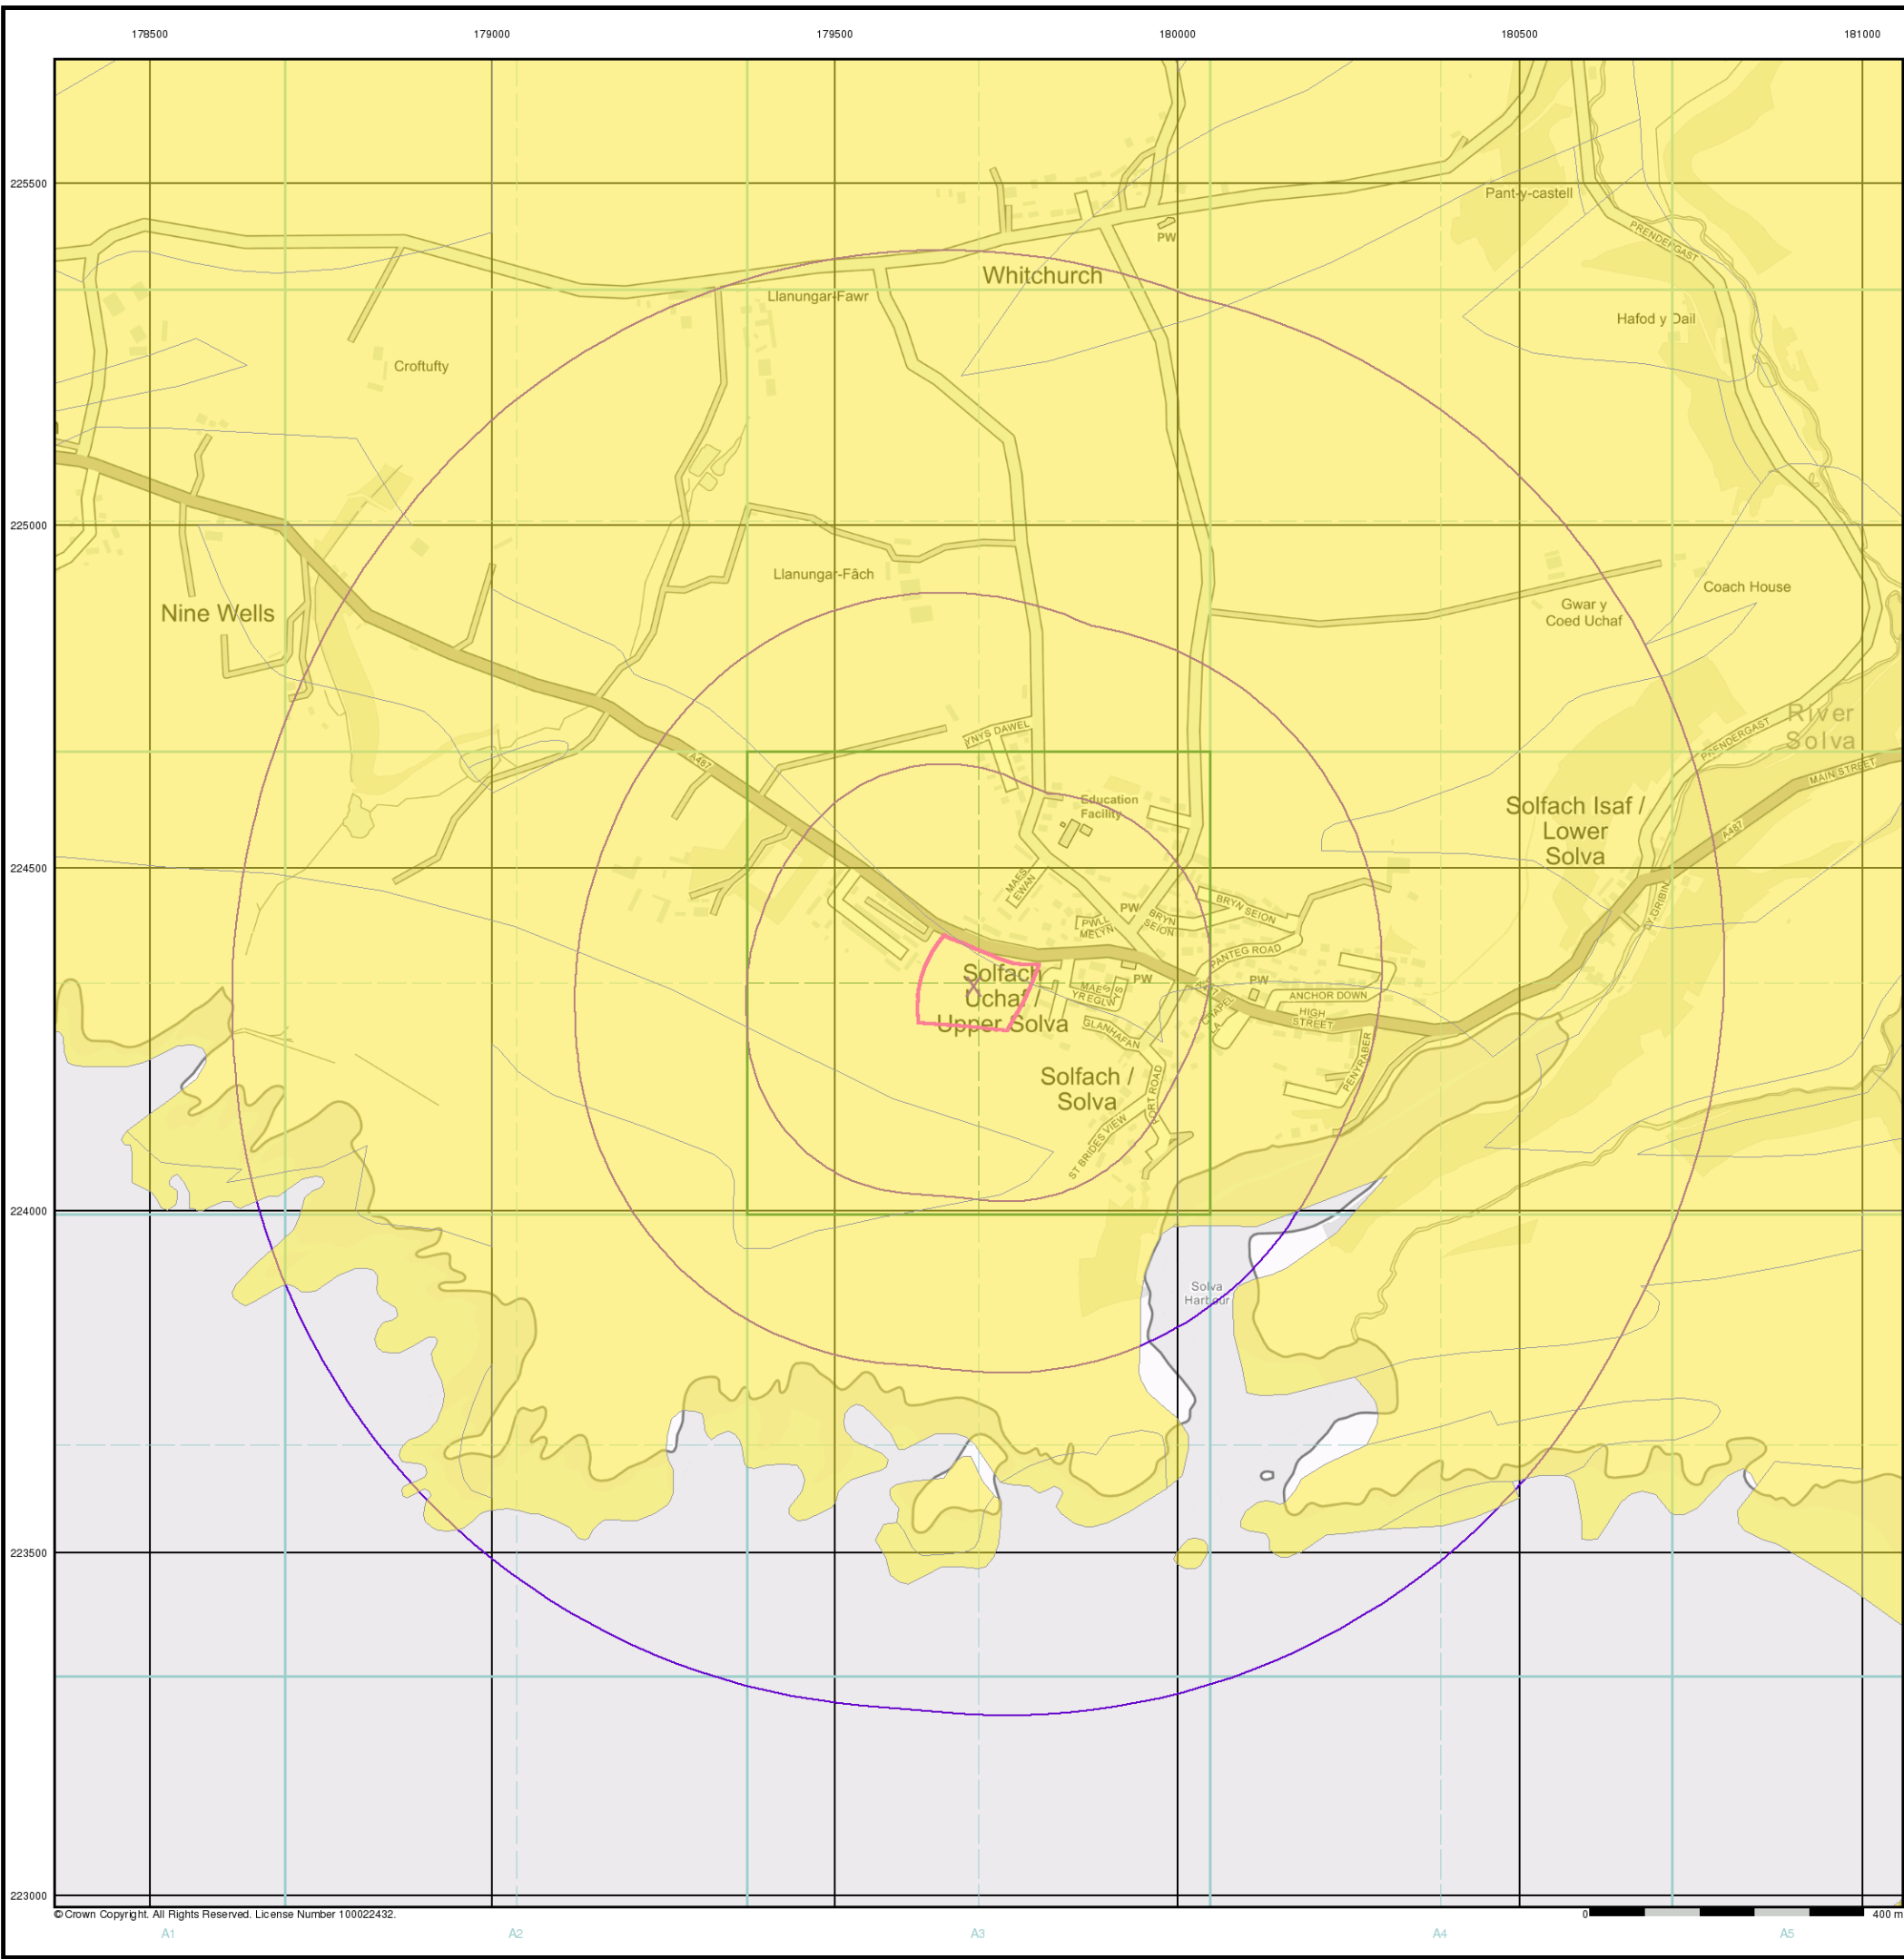 178500 179000 179500 180000 180500 181000
225500
Pant-y-castell
PW
PRENDERGAST
Whitchurch
Llanungar-Fawr
Hafod y Dail
Croftufty
225000
Llanungar-Fâch
Coach House
Nine Wells
Gwar y
Coed Uchaf
River
Solva
YNYS DAWEL
PRENDERGAST
A487
MAIN STREET
Education
Facility
Solfach Isaf /
Lower
Solva
A487
224500
MAES
EWAN
Y GRIBIN
PW
BRYN SEION
PWLL
MELYN
BRYN
SEION
PANTEG ROAD
Solfach
Uchaf /
Upper Solva
PW
PW
MAES
YR EGLWYS
A487
ANCHOR DOWN
CHAPEL
HIGH
STREET
GLANHAFAN
PENYRABER
Solfach /
Solva
PORT ROAD
ST BRIDES VIEW
224000
Solva
Harbour
223500
223000
© Crown Copyright. All Rights Reserved. License Number 100022432.
0 400 m
A1 A2 A3 A4 A5